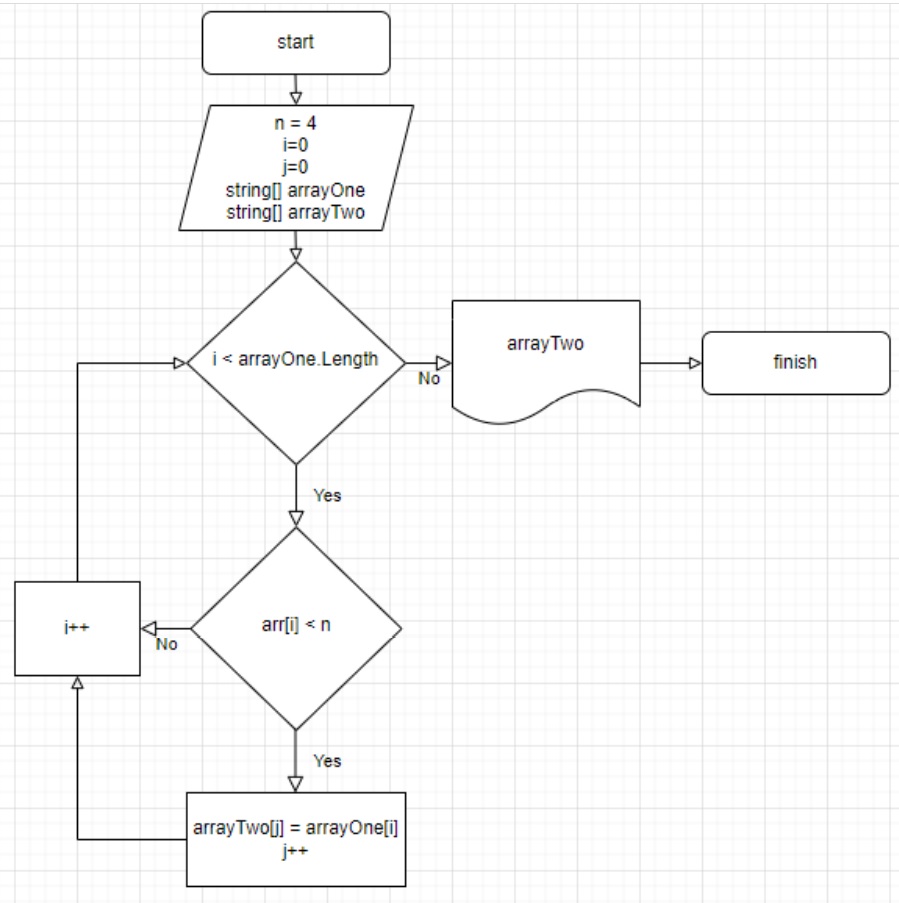 start
n = 4
i=0
j=0
string[] arrayOne
string[] arrayTwo
i < arrayOne.Length
No
arrayTwo
finish
Yes
arr[i] < n
No
i++
Yes
arrayTwo[j] = arrayOne[i]
j++